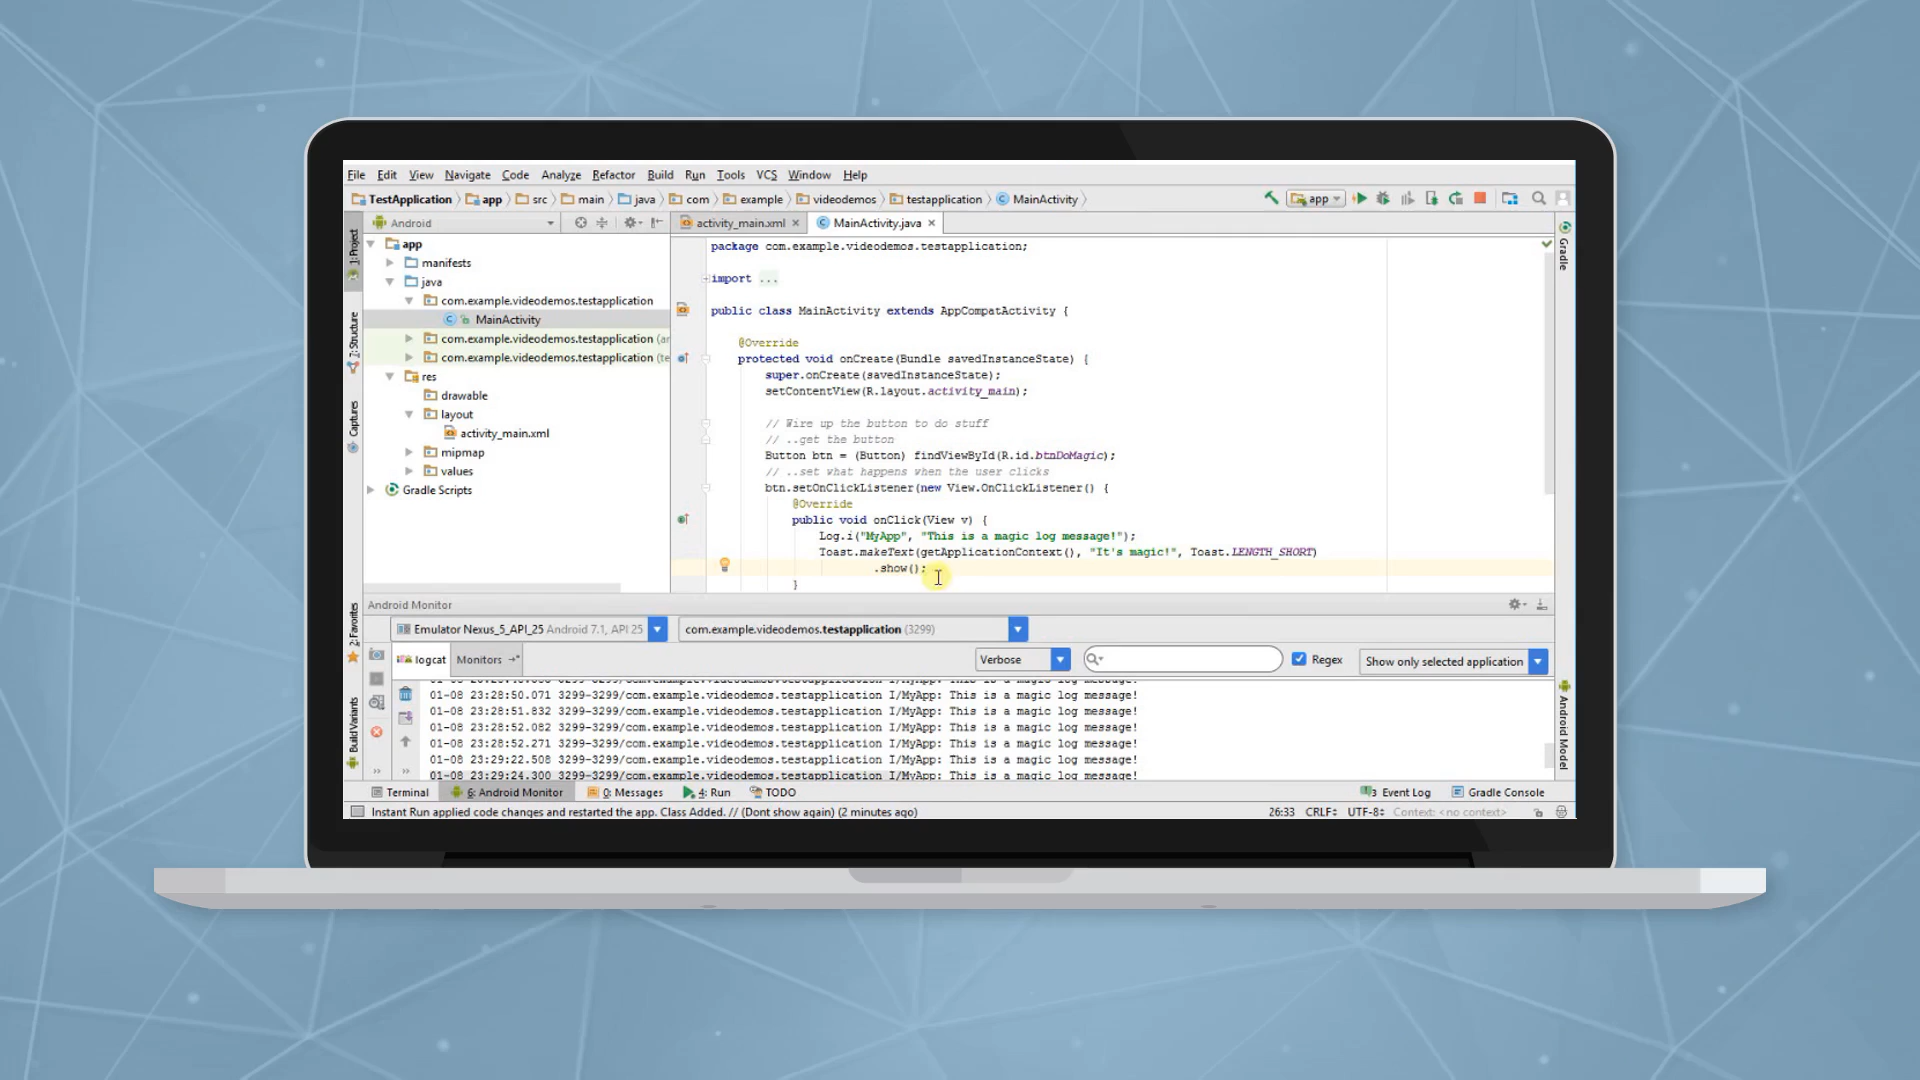 File Edit View Navigate Code Analyze Refactor Build Run Tools VCS Window Help
TestApplication app src main java com example videodemos testapplication MainActivity
app
Android
activity_main.xml
MainActivity.java
1: Project
7: Structure
Captures
2: Favorites
Build Variants
Gradle
Android Model
app
manifests
java
com.example.videodemos.testapplication
MainActivity
com.example.videodemos.testapplication (ar
com.example.videodemos.testapplication (te
res
drawable
layout
activity_main.xml
mipmap
values
Gradle Scripts
package com.example.videodemos.testapplication;
import ...
public class MainActivity extends AppCompatActivity {
@Override
protected void onCreate(Bundle savedInstanceState) {
super.onCreate(savedInstanceState);
setContentView(R.layout.activity_main);
// Wire up the button to do stuff
// ..get the button
Button btn = (Button) findViewById(R.id.btnDoMagic);
// ..set what happens when the user clicks
btn.setOnClickListener(new View.OnClickListener() {
@Override
public void onClick(View v) {
Log.i("MyApp", "This is a magic log message!");
Toast.makeText(getApplicationContext(), "It's magic!", Toast.LENGTH_SHORT)
.show();
}
Android Monitor
Emulator Nexus_5_API_25 Android 7.1, API 25
com.example.videodemos.testapplication (3299)
logcat
Monitors
Verbose
Regex
Show only selected application
01-08 23:28:50.071 3299-3299/com.example.videodemos.testapplication I/MyApp: This is a magic log message!
01-08 23:28:51.832 3299-3299/com.example.videodemos.testapplication I/MyApp: This is a magic log message!
01-08 23:28:52.082 3299-3299/com.example.videodemos.testapplication I/MyApp: This is a magic log message!
01-08 23:28:52.271 3299-3299/com.example.videodemos.testapplication I/MyApp: This is a magic log message!
01-08 23:29:22.508 3299-3299/com.example.videodemos.testapplication I/MyApp: This is a magic log message!
01-08 23:29:24.300 3299-3299/com.example.videodemos.testapplication I/MyApp: This is a magic log message!
Terminal 6: Android Monitor 0: Messages 4: Run TODO 3 Event Log Gradle Console
Instant Run applied code changes and restarted the app. Class Added. // (Dont show again) (2 minutes ago) 26:33 CRLF UTF-8 Context: <no context>